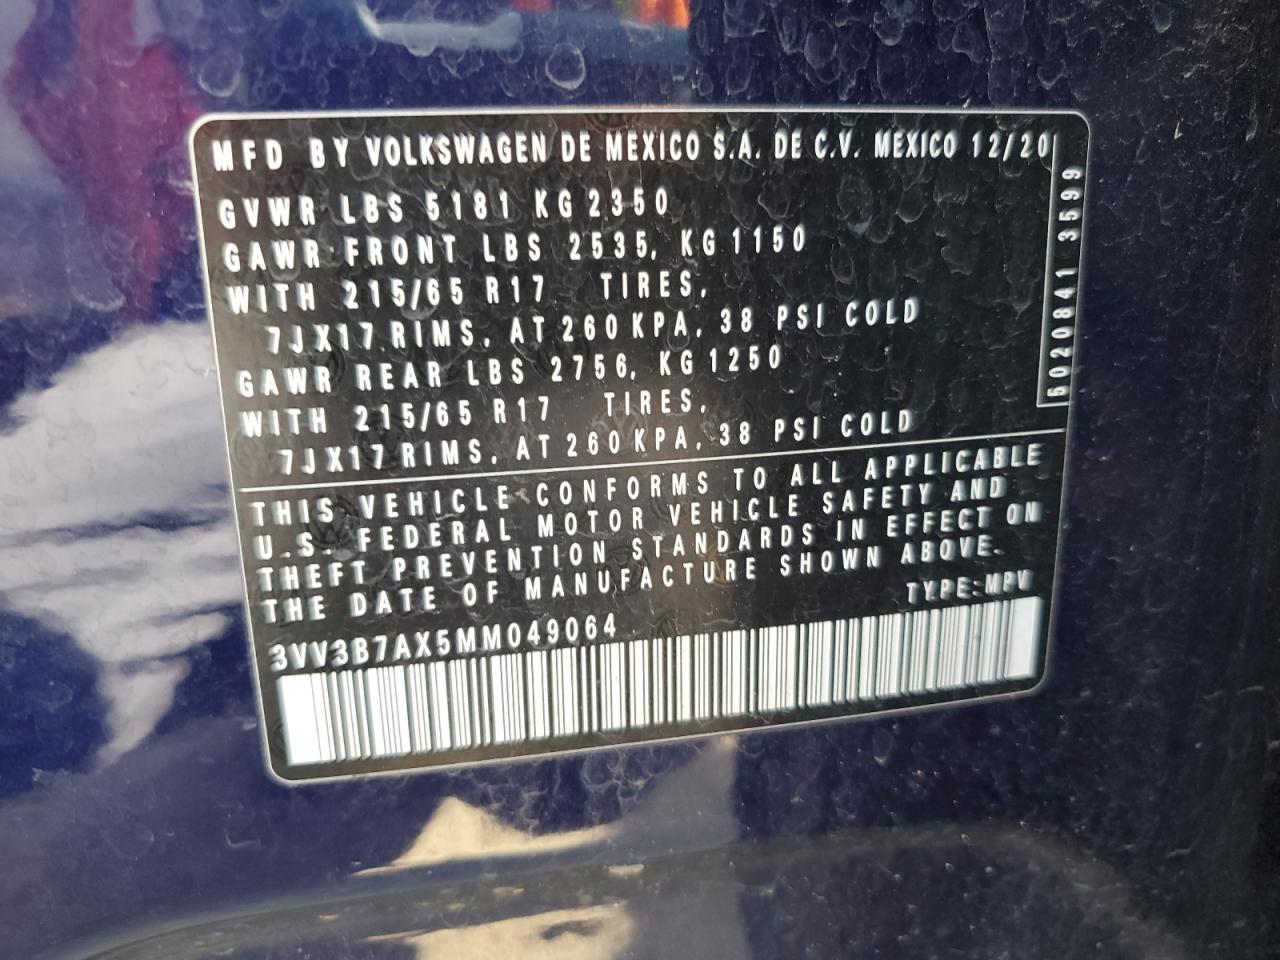 MFD BY VOLKSWAGEN DE MEXICO S.A. DE C.V. MEXICO 12/20
GVWR LBS 5181 KG 2350
GAWR FRONT LBS 2535, KG 1150
WITH 215/65 R17 TIRES,
7JX17 RIMS, AT 260 KPA, 38 PSI COLD
GAWR REAR LBS 2756, KG 1250
WITH 215/65 R17 TIRES,
7JX17 RIMS, AT 260 KPA, 38 PSI COLD
5020841 3599
THIS VEHICLE CONFORMS TO ALL APPLICABLE
U.S. FEDERAL MOTOR VEHICLE SAFETY AND
THEFT PREVENTION STANDARDS IN EFFECT ON
THE DATE OF MANUFACTURE SHOWN ABOVE.
TYPE: MPV
3VV3B7AX5MM049064